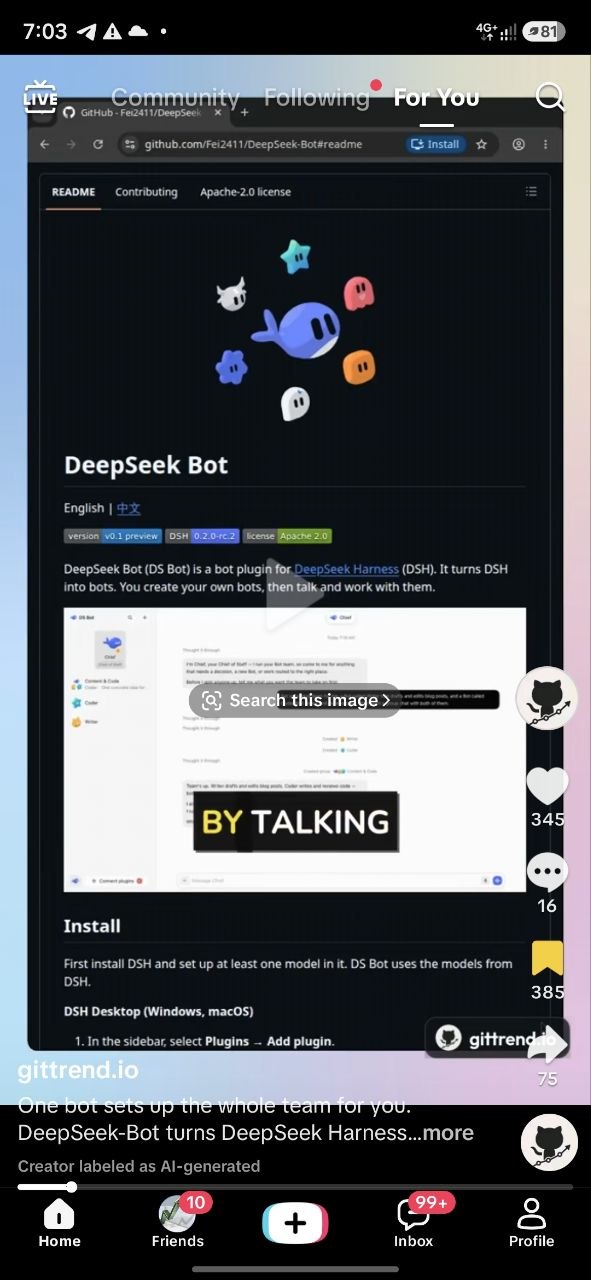 7:03
4G+
81
LIVE
Community Following For You
GitHub - Fei2411/DeepSeek
github.com/Fei2411/DeepSeek-Bot#readme
Install
README Contributing Apache-2.0 license
DeepSeek Bot
English | 中文
version v0.1 preview DSH 0.2.0-rc.2 license Apache 2.0
DeepSeek Bot (DS Bot) is a bot plugin for DeepSeek Harness (DSH). It turns DSH
into bots. You create your own bots, then talk and work with them.
DS Bot
Chief
Chief
Content & Code
Coder
Writer
Search this image
BY TALKING
Connect plugins
Message Chief
345
16
385
75
Install
First install DSH and set up at least one model in it. DS Bot uses the models from
DSH.
DSH Desktop (Windows, macOS)
1. In the sidebar, select Plugins → Add plugin.
gittrend.io
gittrend.io
One bot sets up the whole team for you.
DeepSeek-Bot turns DeepSeek Harness...more
Creator labeled as AI-generated
10
99+
Home Friends Inbox Profile